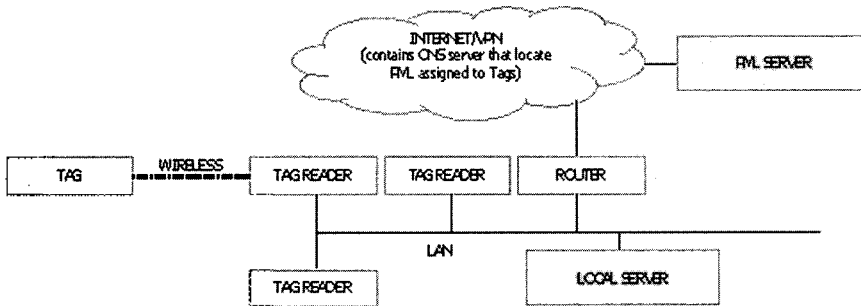 INTERNET/VPN
(contains ONS server that locate
PML assigned to Tags)
PML SERVER
TAG
WIRELESS
TAG READER
TAG READER
ROUTER
LAN
TAG READER
LOCAL SERVER